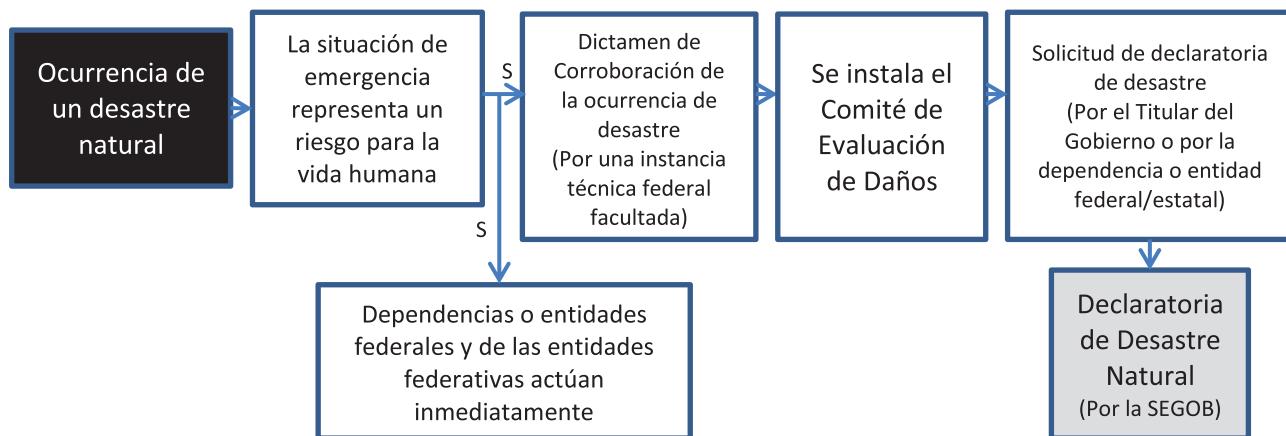 Ocurrencia de
un desastre
natural
La situación de
emergencia
representa un
riesgo para la
vida humana
S
S
Dictamen de
Corroboración de
la ocurrencia de
desastre
(Por una instancia
técnica federal
facultada)
Se instala el
Comité de
Evaluación
de Daños
Solicitud de declaratoria
de desastre
(Por el Titular del
Gobierno o por la
dependencia o entidad
federal/estatal)
Dependencias o entidades
federales y de las entidades
federativas actúan
inmediatamente
Declaratoria
de Desastre
Natural
(Por la SEGOB)